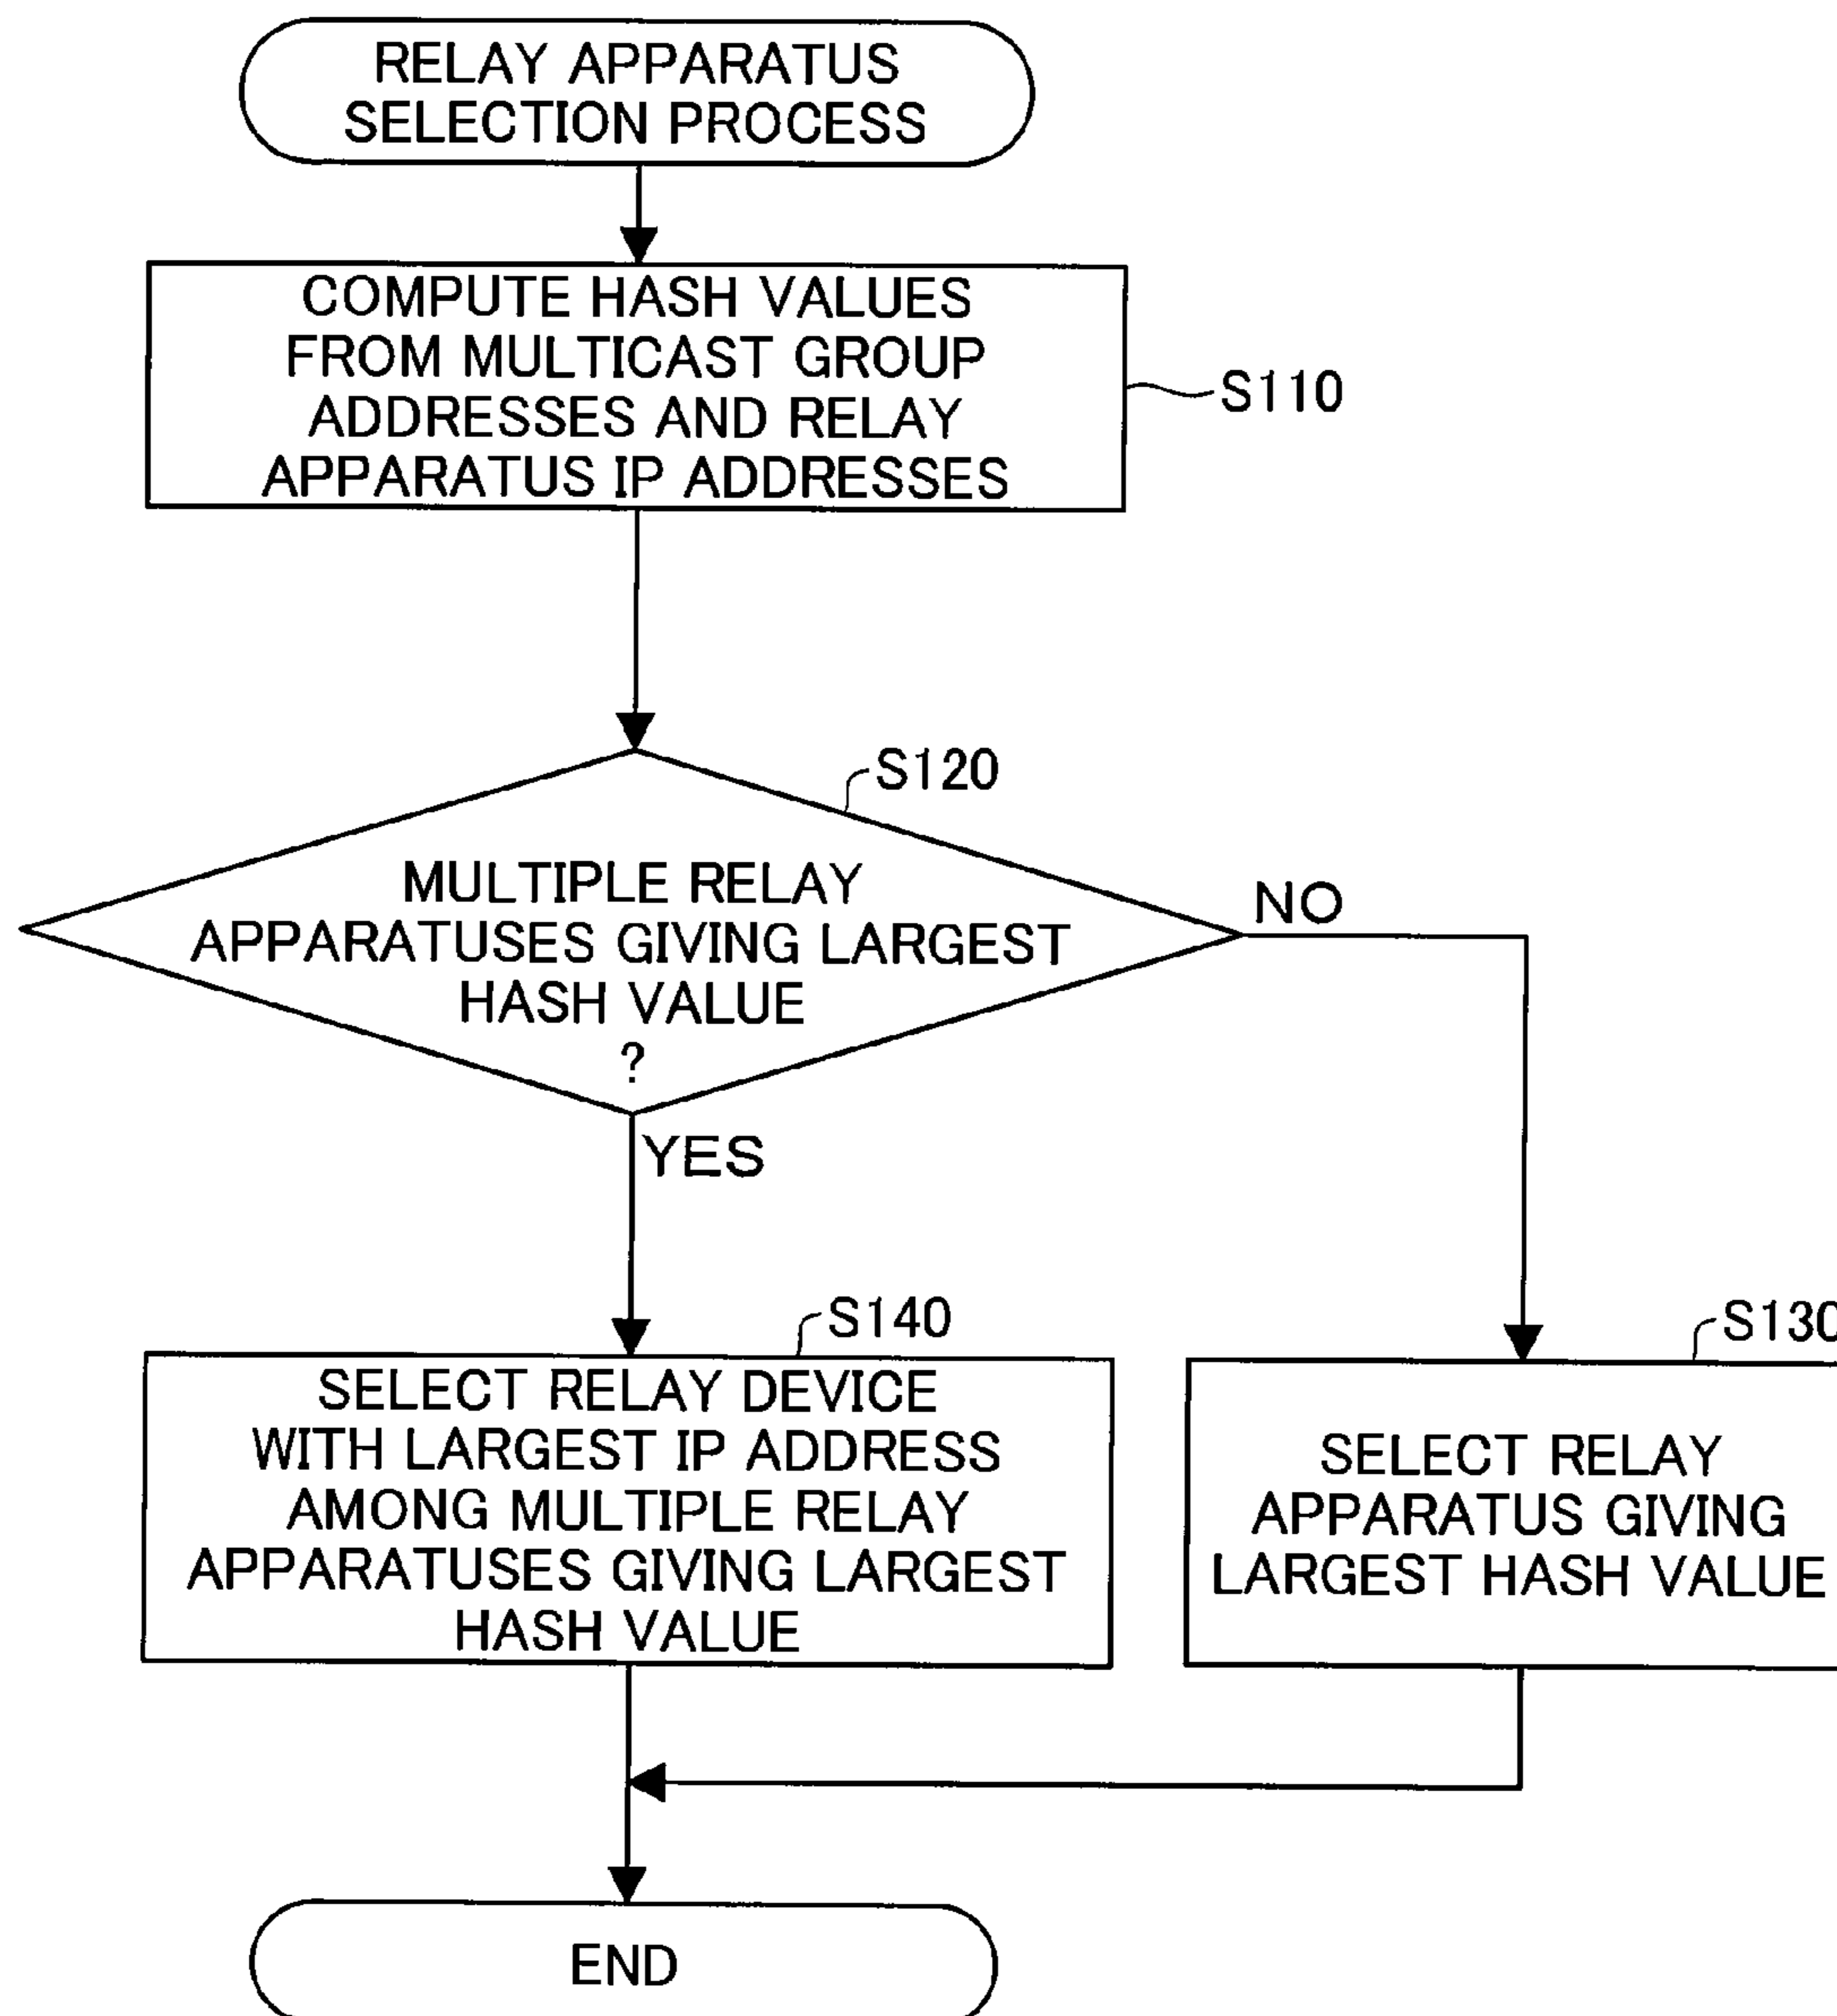 RELAY APPARATUS
SELECTION PROCESS
COMPUTE HASH VALUES
FROM MULTICAST GROUP
ADDRESSES AND RELAY
APPARATUS IP ADDRESSES
S110
S120
MULTIPLE RELAY
APPARATUSES GIVING LARGEST
HASH VALUE
?
NO
YES
S140
SELECT RELAY DEVICE
WITH LARGEST IP ADDRESS
AMONG MULTIPLE RELAY
APPARATUSES GIVING LARGEST
HASH VALUE
S130
SELECT RELAY
APPARATUS GIVING
LARGEST HASH VALUE
END